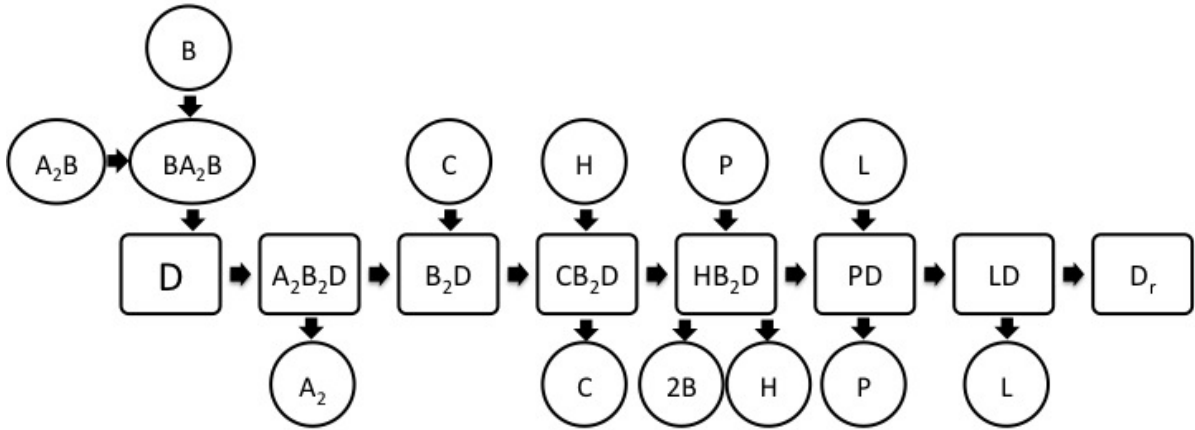 B
A₂B
BA₂B
C
H
P
L
D
A₂B₂D
B₂D
CB₂D
HB₂D
PD
LD
Dᵣ
A₂
C
2B
H
P
L